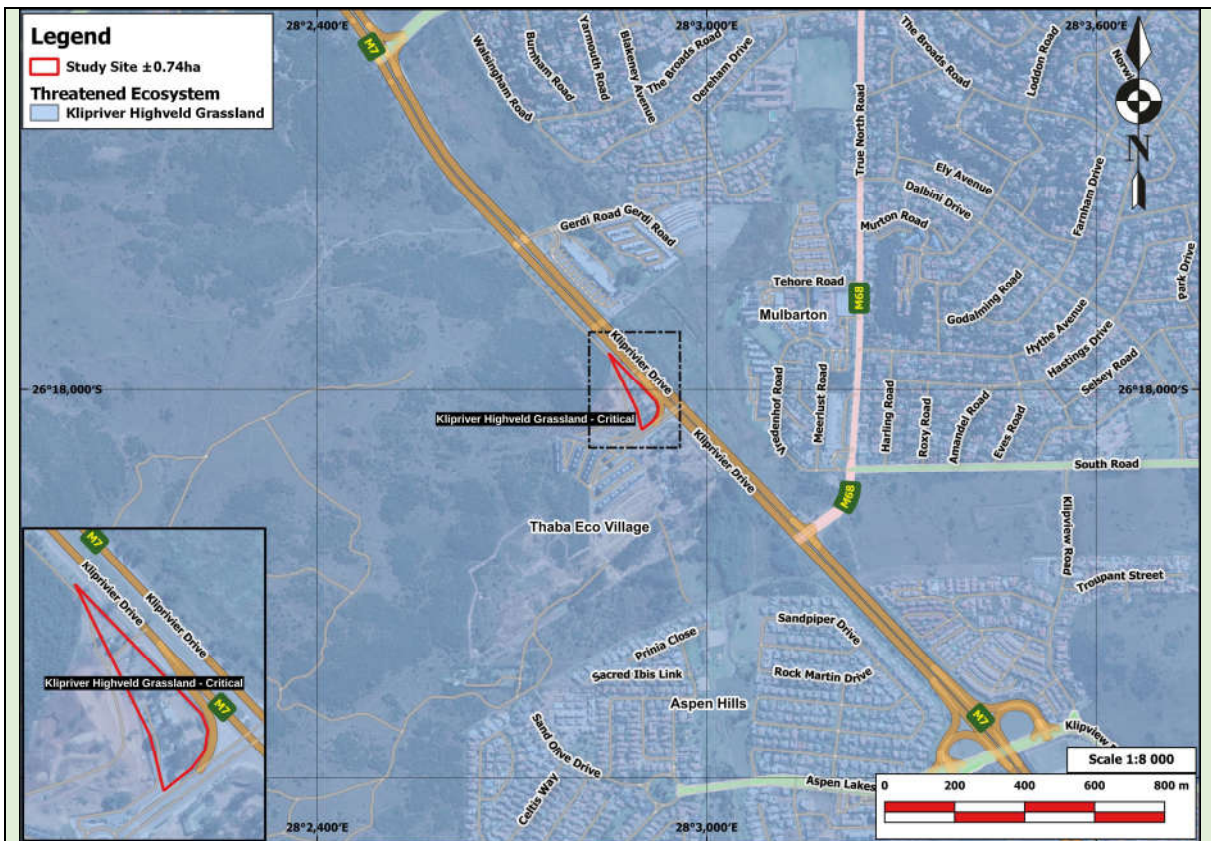 Legend
Study Site ±0.74ha
Threatened Ecosystem
Klipriver Highveld Grassland
28°2,400'E
28°3,000'E
28°3,600'E
M7
Walsingham Road
Burnham Road
Yarmouth Road
Blakeney Avenue
The Broads Road
Dereham Drive
True North Road
The Broads Road
Loddon Road
N
Ely Avenue
Dalbini Drive
Murton Road
Farnham Drive
Park Drive
Gerdi Road
Gerdi Road
Tehore Road
M68
Mulbarton
Godalming Road
Hythe Avenue
Hastings Drive
Selsey Road
26°18,000'S
26°18,000'S
Kliprivier Drive
Klipriver Highveld Grassland - Critical
Kliprivier Drive
Vredenhof Road
Meerlust Road
Harling Road
Roxy Road
Amandel Road
Eves Road
South Road
M68
Klipview Road
Thaba Eco Village
Troupant Street
Sandpiper Drive
Prinia Close
Sacred Ibis Link
Rock Martin Drive
Aspen Hills
M7
Sand Olive Drive
Celtis Way
Aspen Lakes
M7
Kliprivier Drive
Kliprivier Drive
Klipriver Highveld Grassland - Critical
M7
Scale 1:8 000
0 200 400 600 800 m
28°2,400'E
28°3,000'E